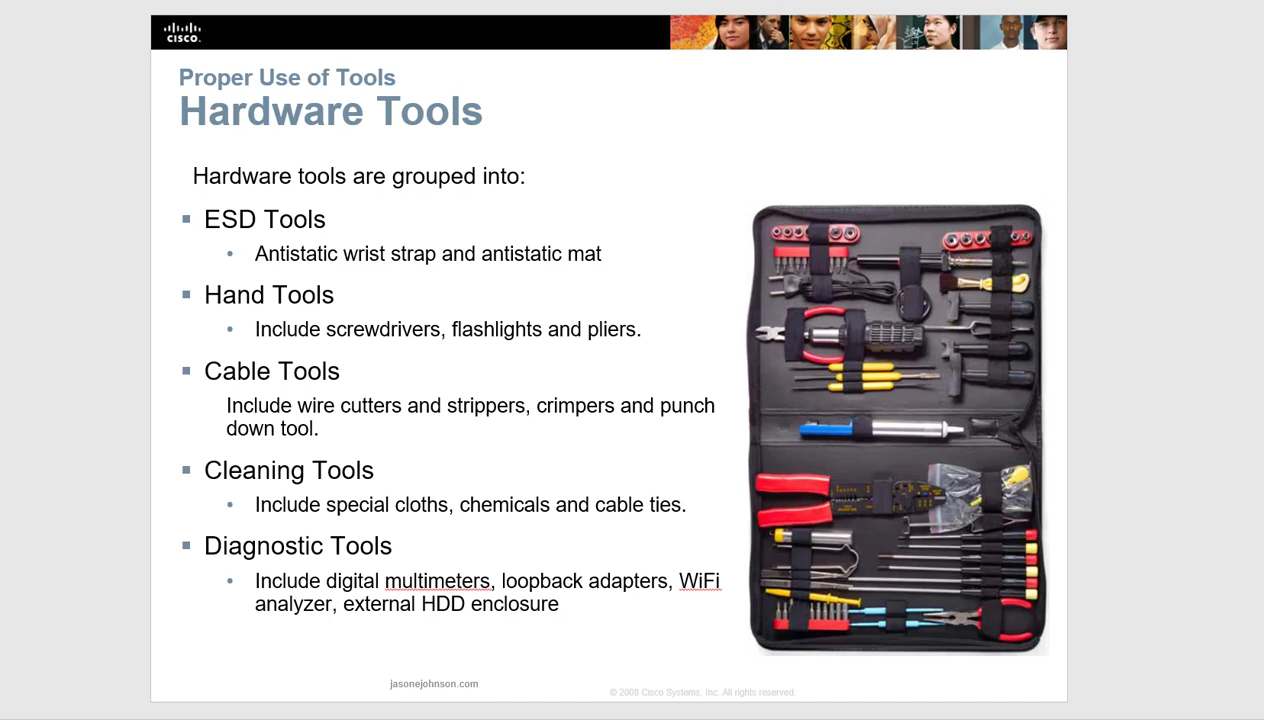 CISCO.
Proper Use of Tools
Hardware Tools
Hardware tools are grouped into:
ESD Tools
Antistatic wrist strap and antistatic mat
Hand Tools
Include screwdrivers, flashlights and pliers.
Cable Tools
Include wire cutters and strippers, crimpers and punch
down tool.
Cleaning Tools
Include special cloths, chemicals and cable ties.
Diagnostic Tools
Include digital multimeters, loopback adapters, WiFi
analyzer, external HDD enclosure
jasonejohnson.com
© 2008 Cisco Systems, Inc. All rights reserved.